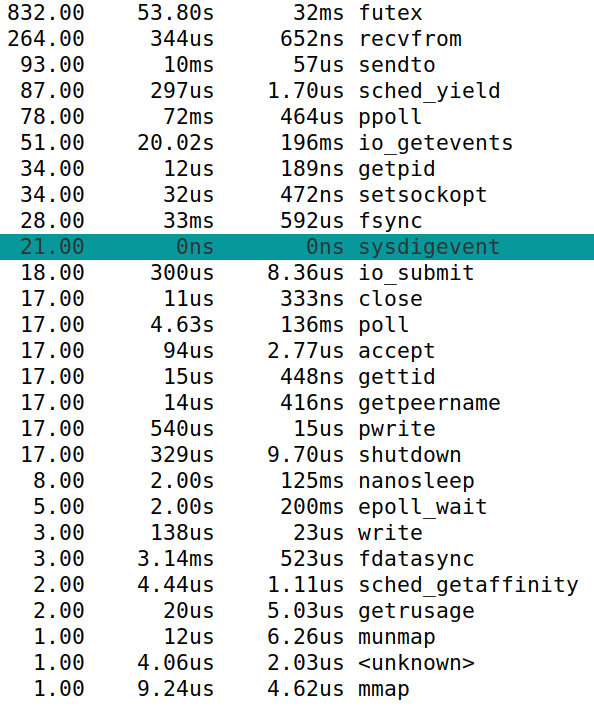 832.00 53.80s 32ms futex
264.00 344us 652ns recvfrom
93.00 10ms 57us sendto
87.00 297us 1.70us sched_yield
78.00 72ms 464us ppoll
51.00 20.02s 196ms io_getevents
34.00 12us 189ns getpid
34.00 32us 472ns setsockopt
28.00 33ms 592us fsync
21.00 0ns 0ns sysdigevent
18.00 300us 8.36us io_submit
17.00 11us 333ns close
17.00 4.63s 136ms poll
17.00 94us 2.77us accept
17.00 15us 448ns gettid
17.00 14us 416ns getpeername
17.00 540us 15us pwrite
17.00 329us 9.70us shutdown
8.00 2.00s 125ms nanosleep
5.00 2.00s 200ms epoll_wait
3.00 138us 23us write
3.00 3.14ms 523us fdatasync
2.00 4.44us 1.11us sched_getaffinity
2.00 20us 5.03us getrusage
1.00 12us 6.26us munmap
1.00 4.06us 2.03us <unknown>
1.00 9.24us 4.62us mmap